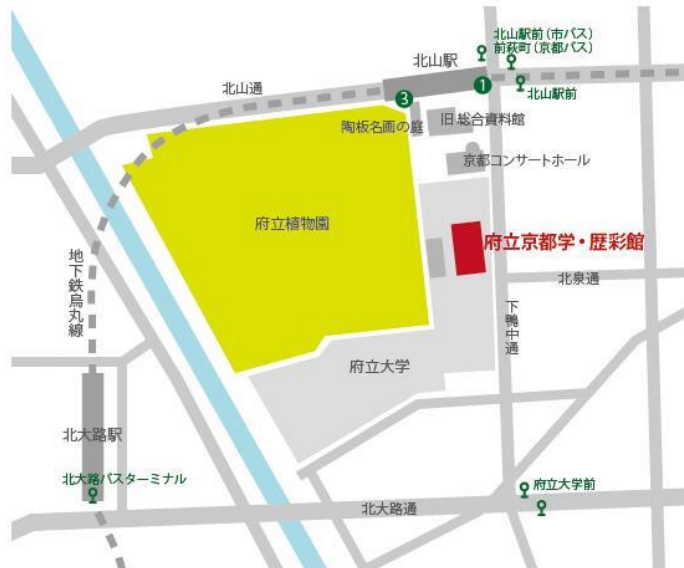 北山駅前(市バス)
前萩町(京都バス)
北山駅
1
北山通
3
北山駅前
陶板名画の庭
旧総合資料館
京都コンサートホール
府立植物園
府立京都学・歴彩館
地下鉄烏丸線
北泉通
下鴨中通
府立大学
北大路駅
北大路バスターミナル
府立大学前
北大路通